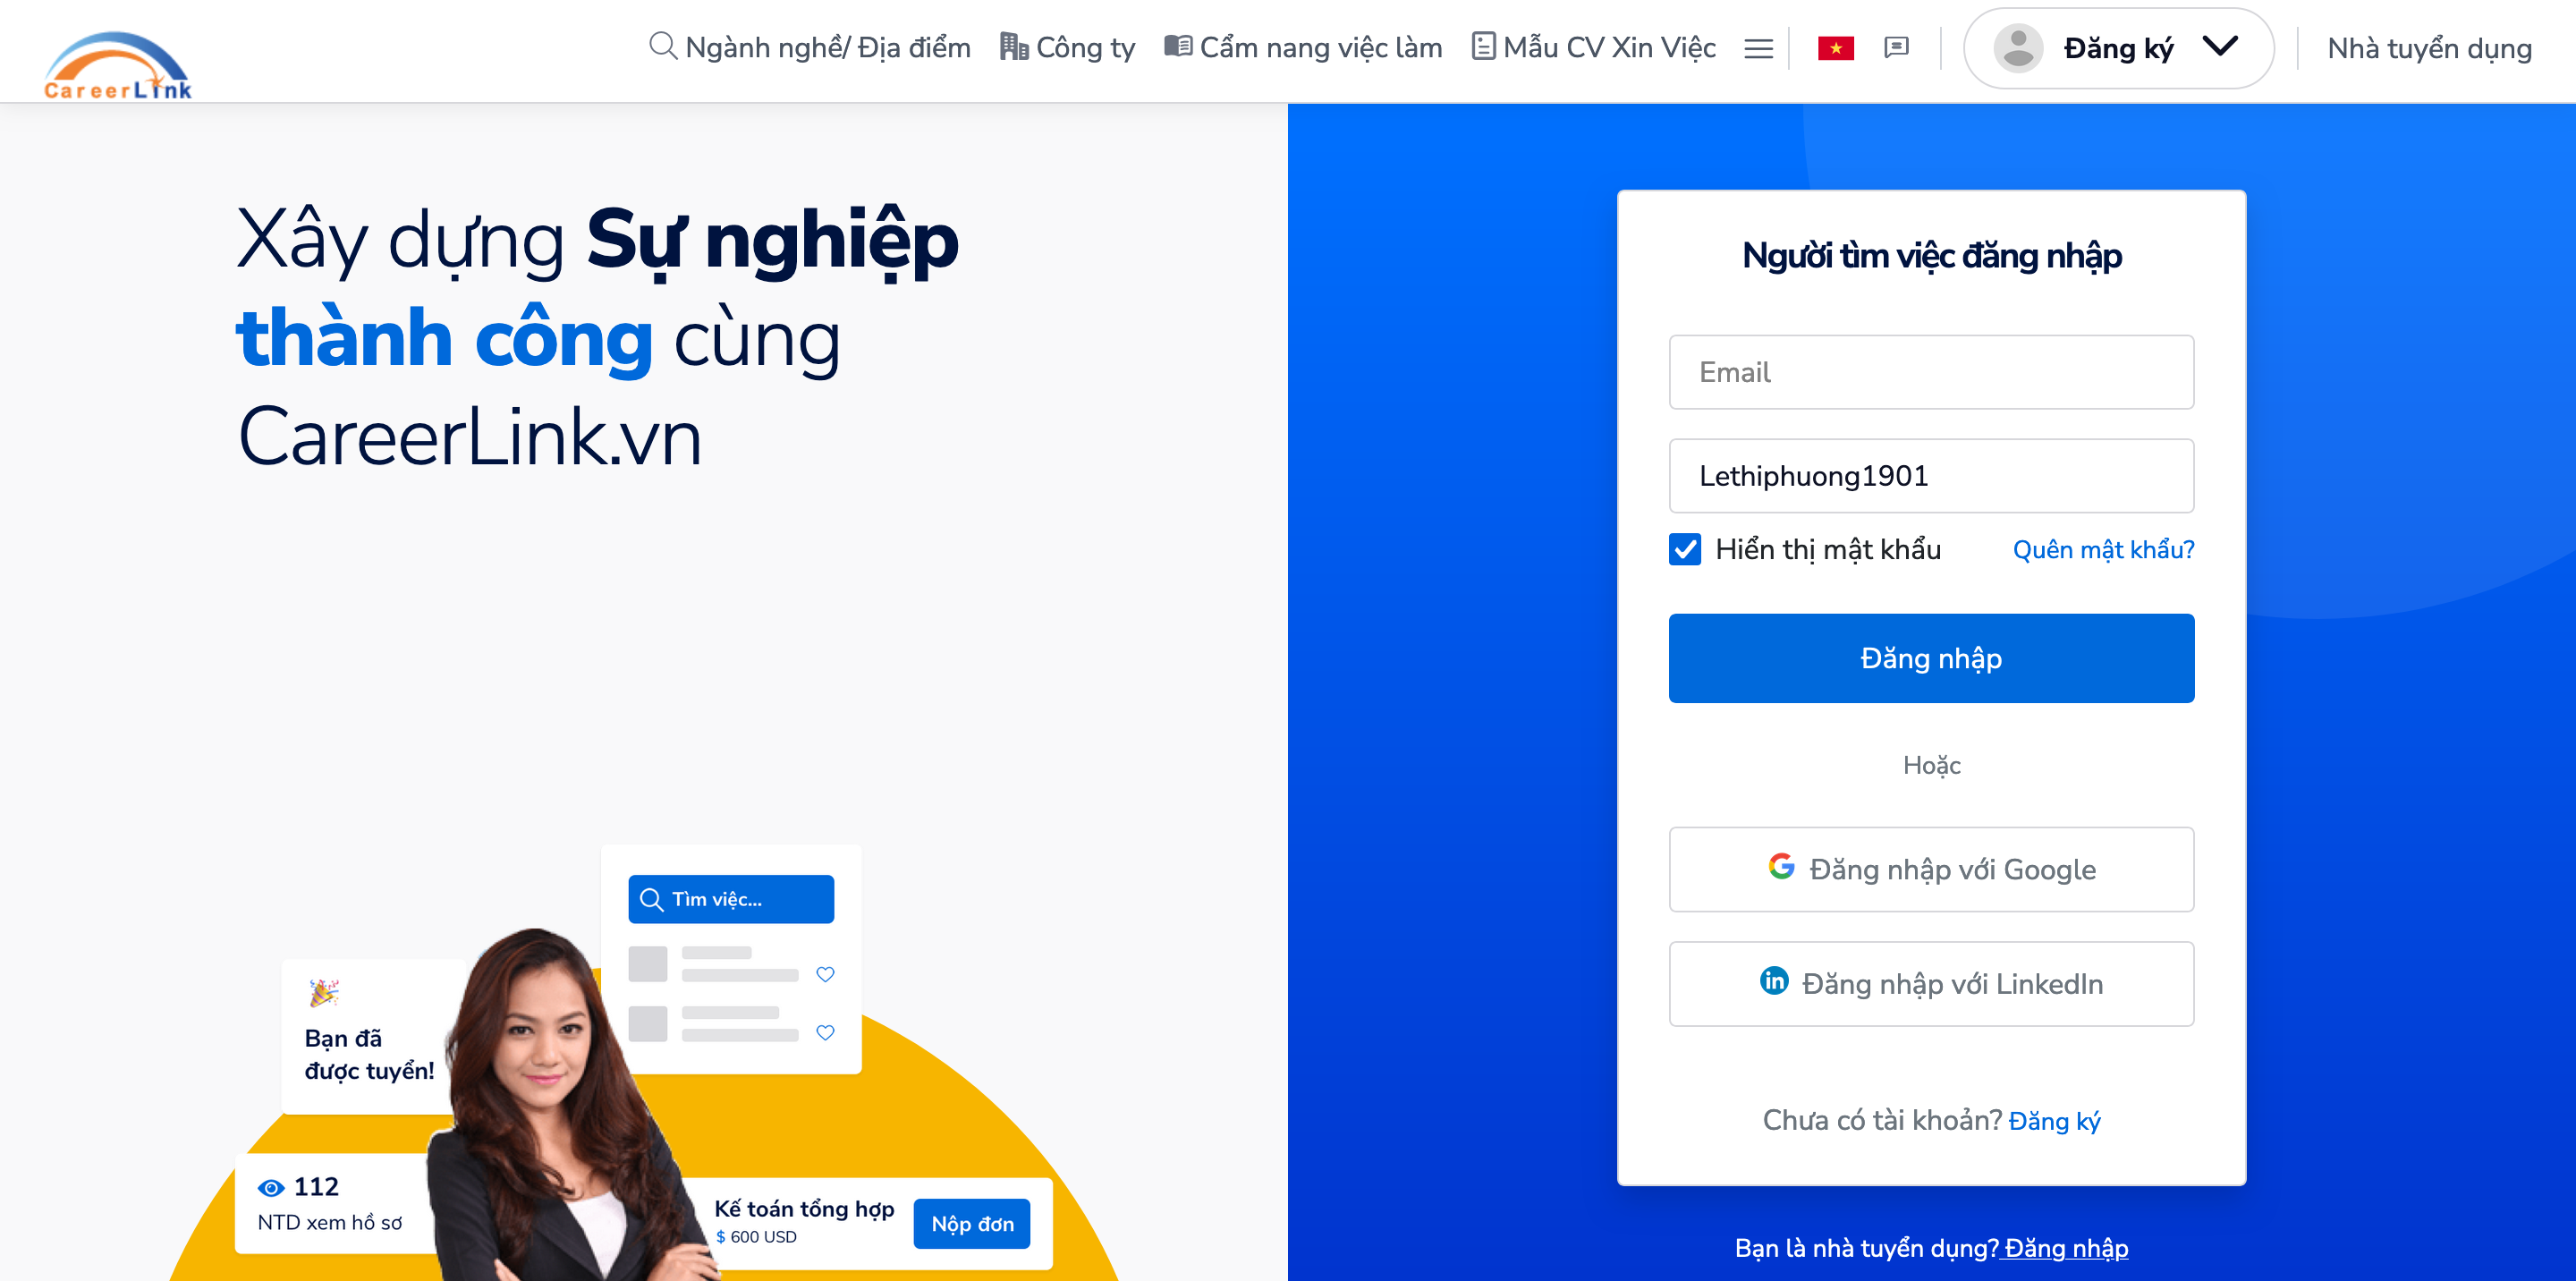 CareerLink
Ngành nghề/ Địa điểm
Công ty
Cẩm nang việc làm
Mẫu CV Xin Việc
Đăng ký
Nhà tuyển dụng
Xây dựng Sự nghiệp
thành công cùng
CareerLink.vn
Tìm việc...
Bạn đã
được tuyển!
112
NTD xem hồ sơ
Kế toán tổng hợp
$ 600 USD
Nộp đơn
Người tìm việc đăng nhập
Email
Lethiphuong1901
Hiển thị mật khẩu
Quên mật khẩu?
Đăng nhập
Hoặc
Đăng nhập với Google
Đăng nhập với LinkedIn
Chưa có tài khoản? Đăng ký
Bạn là nhà tuyển dụng? Đăng nhập